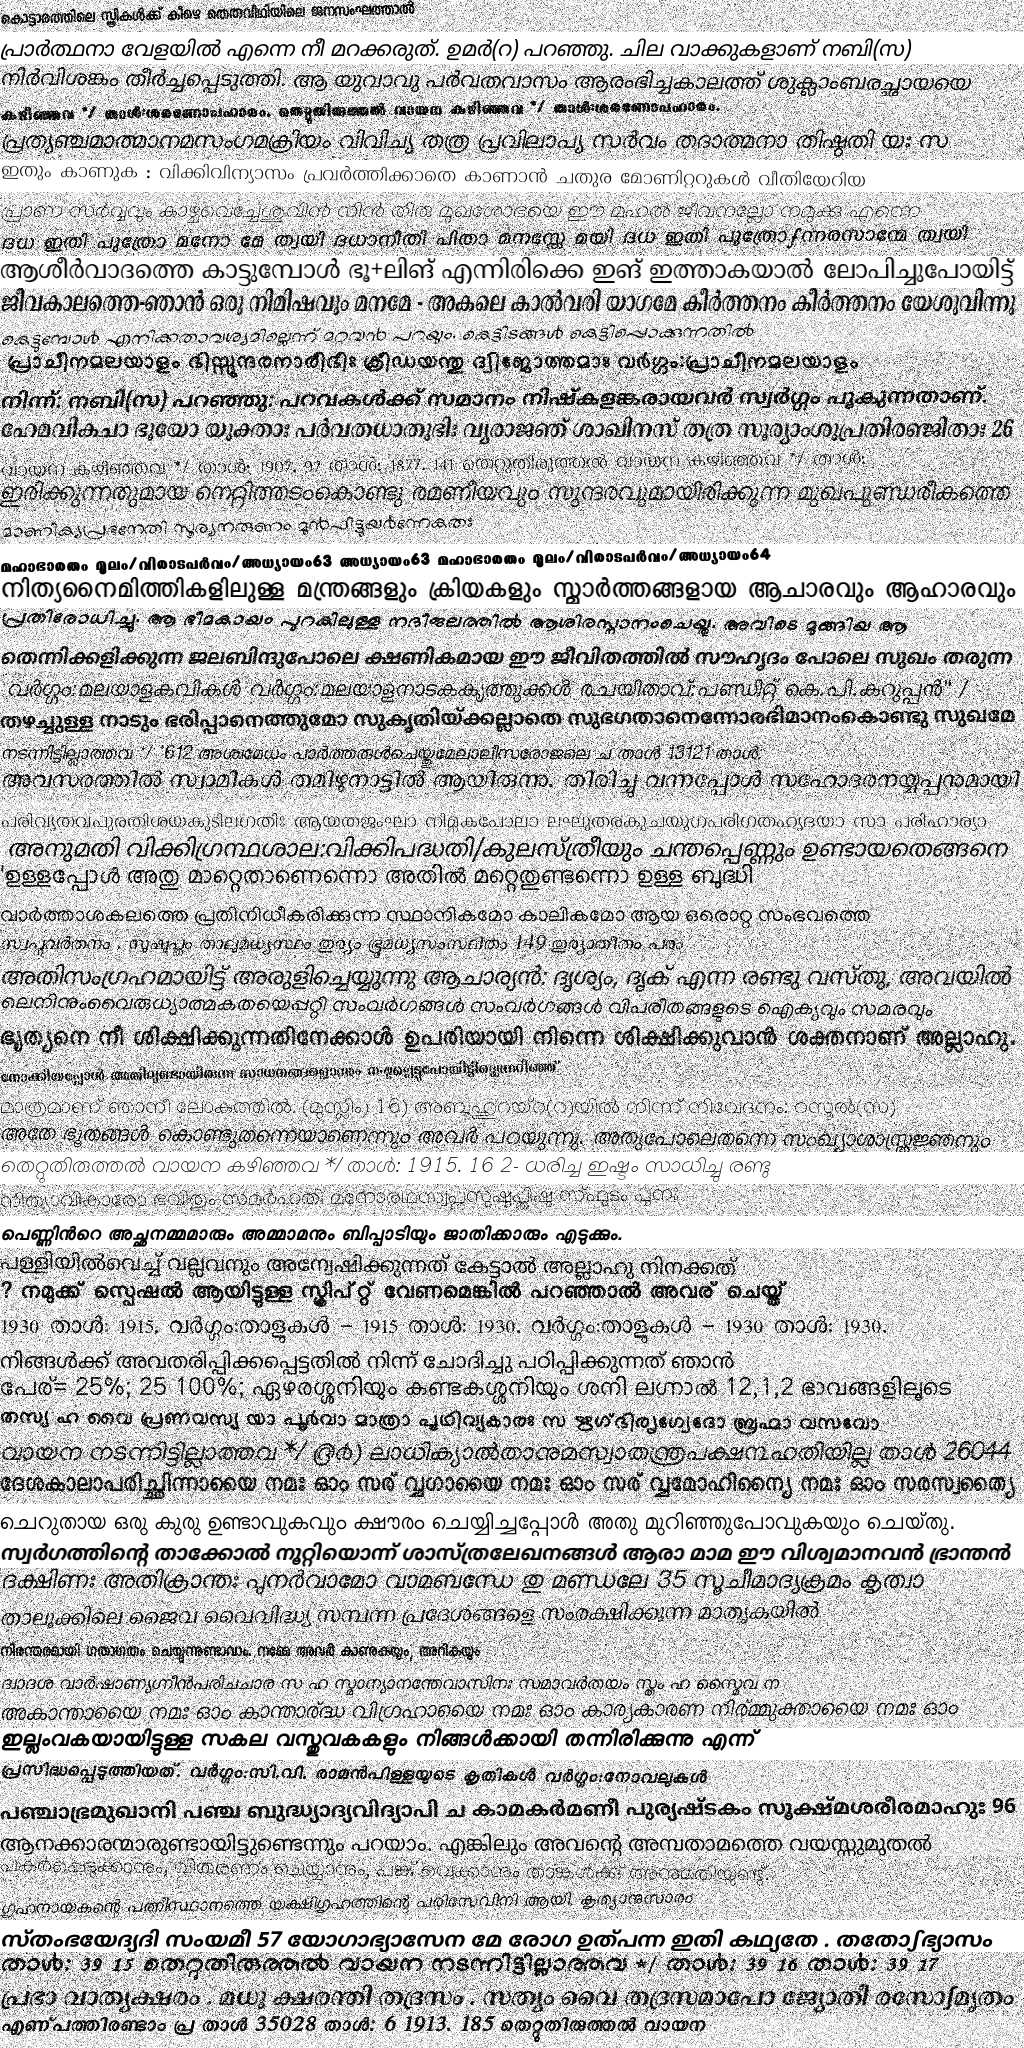 കൊട്ടാരത്തിലെ സ്ത്രീകൾക്ക് കിഴെ തെരുവീഥിയിലെ ജനസംഘത്താൽ
പ്രാർത്ഥനാ വേളയിൽ എന്നെ നീ മറക്കരുത്. ഉമർ(റ) പറഞ്ഞു. ചില വാക്കുകളാണ് നബി(സ)
നിർവിശങ്കം തീർച്ചപ്പെടുത്തി. ആ യുവാവു പർവതവാസം ആരംഭിച്ചകാലത്ത് ശുക്ലാംബരച്ഛായയെ
കഴിഞ്ഞവ */ താൾ:ശരണോപഹാരം. തെറ്റുതിരുത്തൽ വായന കഴിഞ്ഞവ */ താൾ:ശരണോപഹാരം.
പ്രത്യഞ്ചമാത്മാനമസംഗമക്രിയം വിവിച്യ തത്ര പ്രവിലാപ്യ സർവം തദാത്മനാ തിഷ്ഠതി യഃ സ
ഇതും കാണുക : വിക്കിവിന്യാസം പ്രവർത്തിക്കാതെ കാണാൻ ചതുര മോണിറ്ററുകൾ വീതിയേറിയ
പ്രാണ സർവ്വവും കാഴ്ചവെച്ചേശുവിൻ നിൻ തിരു മുഖശോഭയെ ഈ മഹൽ ജീവനല്ലോ നമുക്കു എന്നെ
ദധ ഇതി പുത്രോ മനോ മേ ത്വയി ദധാനീതി പിതാ മനസ്തേ മയി ദധ ഇതി പുത്രോഽന്നരസാന്മേ ത്വയി
ആശീർവാദത്തെ കാട്ടുമ്പോൾ ഭൂ+ലിങ് എന്നിരിക്കെ ഇങ് ഇത്താകയാൽ ലോപിച്ചുപോയിട്ട്
ജീവകാലത്തെ-ഞാൻ ഒരു നിമിഷവും മനമേ - അകലെ കാൽവരി യാഗമേ കീർത്തനം കീർത്തനം യേശുവിന്നു
കെട്ടുമ്പോൾ എനിക്കതാവശ്യമില്ലെന്ന് മറ്റവൻ പറയും. കെട്ടിടങ്ങൾ കെട്ടിപ്പൊക്കുന്നതിൽ
പ്രാചീനമലയാളം ഭിസ്സുന്ദരനാരീഭിഃ ക്രീഡയന്തു ദ്വിജോത്തമാഃ വർഗ്ഗം:പ്രാചീനമലയാളം
നിന്ന്: നബി(സ) പറഞ്ഞു: പറവകൾക്ക് സമാനം നിഷ്കളങ്കരായവർ സ്വർഗ്ഗം പൂകുന്നതാണ്.
ഹേമവികചാ ഭൂയോ യുക്താഃ പർവതധാതുഭിഃ വ്യരാജഞ് ശാഖിനസ് തത്ര സൂര്യാംശുപ്രതിരഞ്ജിതാഃ 26
വായന കഴിഞ്ഞവ */ താൾ: 1907. 92 താൾ: 1877. 141 തെറ്റുതിരുത്തൽ വായന കഴിഞ്ഞവ */ താൾ:
ഇരിക്കുന്നതുമായ നെറ്റിത്തടംകൊണ്ടു രമണീയവും സുന്ദരവുമായിരിക്കുന്ന മുഖപുണ്ഡരീകത്തെ
മാണിക്യപ്രഭനേതി സൂര്യനരുണം മുൻപിട്ടുയർന്നേകതഃ
മഹാഭാരതം മൂലം/വിരാടപർവം/അധ്യായം63 അധ്യായം63 മഹാഭാരതം മൂലം/വിരാടപർവം/അധ്യായം64
നിത്യനൈമിത്തികളിലുള്ള മന്ത്രങ്ങളും ക്രിയകളും സ്മാർത്തങ്ങളായ ആചാരവും ആഹാരവും
പ്രതിരോധിച്ചു. ആ ഭീമകായം പുറകിലുള്ള നദീജലത്തിൽ ആശിരസ്നാനംചെയ്തു. അവിടെ മുങ്ങിയ ആ
തെന്നിക്കളിക്കുന്ന ജലബിന്ദുപോലെ ക്ഷണികമായ ഈ ജീവിതത്തിൽ സൗഹൃദം പോലെ സുഖം തരുന്ന
വർഗ്ഗം:മലയാളകവികൾ വർഗ്ഗം:മലയാളനാടകകൃത്തുക്കൾ രചയിതാവ്:പണ്ഡിറ്റ് കെ.പി.കറുപ്പൻ" /
തഴച്ചുള്ള നാടും ഭരിപ്പാനെത്തുമോ സുകൃതിയ്ക്കല്ലാതെ സുഭഗതാനെന്നോരഭിമാനംകൊണ്ടു സുഖമേ
നടന്നിട്ടില്ലാത്തവ */ "612 അശ്വമേധം പാർത്തരുൾചെയ്തുമേലാലീസരോജലെ ച താൾ 13121 താൾ
അവസരത്തിൽ സ്വാമികൾ തമിഴ്നാട്ടിൽ ആയിരുന്നു. തിരിച്ചു വന്നപ്പോൾ സഹോദരനയ്യപ്പനുമായി
പരിവൃതവപുരതിശയകുടിലഗതിഃ ആയതജംഘാ നിമ്നകപോലാ ലഘുതരകുചയുഗപരിഗതഹൃദയാ സാ പരിഹാര്യാ
അനുമതി വിക്കിഗ്രന്ഥശാല:വിക്കിപദ്ധതി/കുലസ്ത്രീയും ചന്തപ്പെണ്ണും ഉണ്ടായതെങ്ങനെ
'ഉള്ളപ്പോൾ അതു മാറ്റെതാണെന്നൊ അതിൽ മറ്റെതുണ്ടന്നൊ ഉള്ള ബുദ്ധി
വാർത്താശകലത്തെ പ്രതിനിധീകരിക്കുന്ന സ്ഥാനികമോ കാലികമോ ആയ ഒരൊറ്റ സംഭവത്തെ
സ്വപ്നവർതനം . സുഷുപ്തം താലുമധ്യസ്ഥം തുര്യം ഭ്രൂമധ്യസംസ്ഥിതം 149 തുര്യാതീതം പരം
അതിസംഗ്രഹമായിട്ട് അരുളിച്ചെയ്യുന്നു ആചാര്യൻ: ദൃശ്യം, ദൃക് എന്ന രണ്ടു വസ്തു, അവയിൽ
ലെനിനുംവൈരുധ്യാത്മകതയെപ്പറ്റി സംവർഗങ്ങൾ സംവർഗങ്ങൾ വിപരീതങ്ങളുടെ ഐക്യവും സമരവും
ഭൃത്യനെ നീ ശിക്ഷിക്കുന്നതിനേക്കാൾ ഉപരിയായി നിന്നെ ശിക്ഷിക്കുവാൻ ശക്തനാണ് അല്ലാഹു.
നോക്കിയപ്പോൾ അതിലുണ്ടായിരുന്ന സാധനങ്ങളെല്ലാം നഷ്ടപ്പെട്ടുപോയിട്ടില്ലെന്നറിഞ്ഞ്
മാത്രമാണ് ഞാനീ ലോകത്തിൽ. (മുസ്ലിം) 16) അബൂഹുറയ്റ(റ)യിൽ നിന്ന് നിവേദനം: റസൂൽ(സ)
അതേ ഭൂതങ്ങൾ കൊണ്ടുതന്നെയാണെന്നും അവർ പറയുന്നു. അതുപോലെതന്നെ സംഖ്യാശാസ്ത്രജ്ഞനും
തെറ്റുതിരുത്തൽ വായന കഴിഞ്ഞവ */ താൾ: 1915. 16 2- ധരിച്ച ഇഷ്ടം സാധിച്ചു രണ്ടു
നിത്യാവികാരോ ഭവിതും സമർഹതി മനോരഥസ്വപ്നസുഷുപ്തിഷു സ്ഫുടം പുനഃ
പെണ്ണിൻറെ അച്ഛനമ്മമാരും അമ്മാമനും ബിപ്പാടിയും ജാതിക്കാരും എടുക്കും.
പള്ളിയിൽവെച്ച് വല്ലവനും അന്വേഷിക്കുന്നത് കേട്ടാൽ അല്ലാഹു നിനക്കത്
? നമുക്ക് സ്പെഷൽ ആയിട്ടുള്ള സ്ക്രിപ്റ്റ് വേണമെങ്കിൽ പറഞ്ഞാൽ അവര് ചെയ്ത്
1930 താൾ: 1915. വർഗ്ഗം:താളുകൾ – 1915 താൾ: 1930. വർഗ്ഗം:താളുകൾ – 1930 താൾ: 1930.
നിങ്ങൾക്ക് അവതരിപ്പിക്കപ്പെട്ടതിൽ നിന്ന് ചോദിച്ചു പഠിപ്പിക്കുന്നത് ഞാൻ
പേര്= 25%; 25 100%; ഏഴരശ്ശനിയും കണ്ടകശ്ശനിയും ശനി ലഗ്നാൽ 12,1,2 ഭാവങ്ങളിലൂടെ
തസ്യ ഹ വൈ പ്രണവസ്യ യാ പൂർവാ മാത്രാ പൃഥിവ്യകാരഃ സ ഋഗ്ഭിരൃഗ്വേദോ ബ്രഹ്മാ വസവോ
വായന നടന്നിട്ടില്ലാത്തവ */ (ദ്രർ) ലാധിക്യാൽതാനുമസ്വാതന്ത്ര്യപക്ഷനഹതിയില്ല താൾ 26044
ദേശകാലാപരിച്ഛിന്നായൈ നമഃ ഓം സര് വ്വഗായൈ നമഃ ഓം സര് വ്വമോഹിന്യൈ നമഃ ഓം സരസ്വത്യൈ
ചെറുതായ ഒരു കുരു ഉണ്ടാവുകവും ക്ഷൗരം ചെയ്യിച്ചപ്പോൾ അതു മുറിഞ്ഞുപോവുകയും ചെയ്തു.
സ്വർഗത്തിന്റെ താക്കോൽ നൂറ്റിയൊന്ന് ശാസ്ത്രലേഖനങ്ങൾ ആരാ മാമ ഈ വിശ്വമാനവൻ ഭ്രാന്തൻ
ദക്ഷിണഃ അതിക്രാന്തഃ പുനർവാമോ വാമബന്ധേ തു മണ്ഡലേ 35 സൂചീമാദ്യക്രമം കൃത്വാ
താലൂക്കിലെ ജൈവ വൈവിദ്ധ്യ സമ്പന്ന പ്രദേശങ്ങളെ സംരക്ഷിക്കുന്ന മാതൃകയിൽ
നിരന്തരമായി ഗതാഗതം ചെയ്യുന്നുണ്ടാവാം. നമ്മെ അവർ കാണുകയും, അറികയും
ദ്വാദശ വാർഷാണ്യഗ്നീൻപരിചചാര സ ഹ സ്മാന്യാനന്തേവാസിനഃ സമാവർതയം സ്തം ഹ സ്മൈവ ന
അകാന്തായൈ നമഃ ഓം കാന്താര്ദ്ധ വിഗ്രഹായൈ നമഃ ഓം കാര്യകാരണ നിര്മ്മുക്തായൈ നമഃ ഓം
ഇല്ലംവകയായിട്ടുള്ള സകല വസ്തുവകകളും നിങ്ങൾക്കായി തന്നിരിക്കുന്നു എന്ന്
പ്രസിദ്ധപ്പെടുത്തിയത്. വർഗ്ഗം:സി.വി. രാമൻപിള്ളയുടെ കൃതികൾ വർഗ്ഗം:നോവലുകൾ
പഞ്ചാഭ്രമുഖാനി പഞ്ച ബുദ്ധ്യാദ്യവിദ്യാപി ച കാമകർമണീ പുര്യഷ്ടകം സൂക്ഷ്മശരീരമാഹുഃ 96
ആനക്കാരന്മാരുണ്ടായിട്ടുണ്ടെന്നും പറയാം. എങ്കിലും അവന്റെ അമ്പതാമത്തെ വയസ്സുമുതൽ
പകർത്തപ്പെടുക്കാനും, വിതരണം ചെയ്യാനും, പങ്ക് വെക്കാനും താങ്കൾക്ക് അനുമതിയുണ്ട്.
ഗൃഹനായകന്റെ പത്നീസ്ഥാനത്തെ യക്ഷിഗൃഹത്തിന്റെ പരിസേവിനി ആയി. കൃത്യാനുസാരം
സ്തംഭയേദ്യദി സംയമീ 57 യോഗാഭ്യാസേന മേ രോഗ ഉത്പന്ന ഇതി കഥ്യതേ . തതോഽഭ്യാസം
താൾ: 39 15 തെറ്റുതിരുത്തൽ വായന നടന്നിട്ടില്ലാത്തവ */ താൾ: 39 16 താൾ: 39 17
പ്രഭാ വാത്യക്ഷരം . മധു ക്ഷരന്തി തദ്രസം . സത്യം വൈ തദ്രസമാപോ ജ്യോതീ രസോഽമൃതം
എണ്പത്തിരണ്ടാം പ്ര താൾ 35028 താൾ: 6 1913. 185 തെറ്റുതിരുത്തൽ വായന